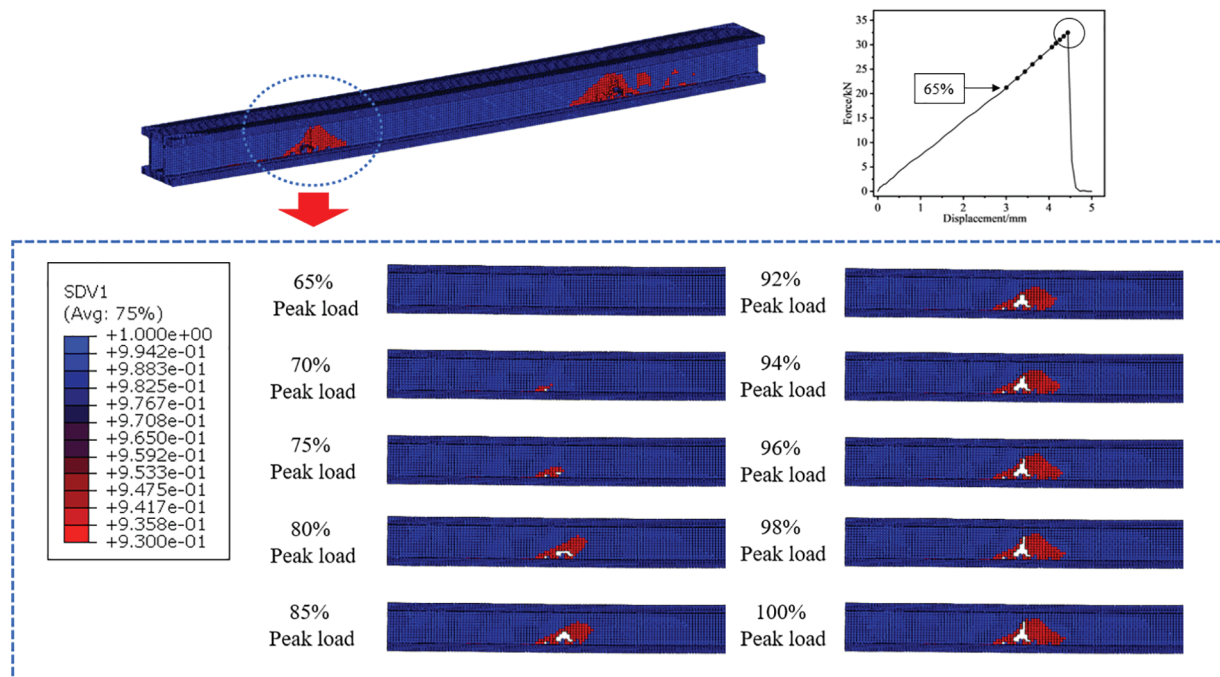 35
30
25
20
15
10
5
0
Force/kN
65%
0
1
2
3
4
5
Displacement/mm
SDV1
(Avg: 75%)
+1.000e+00
+9.942e-01
+9.883e-01
+9.825e-01
+9.767e-01
+9.708e-01
+9.650e-01
+9.592e-01
+9.533e-01
+9.475e-01
+9.417e-01
+9.358e-01
+9.300e-01
65%
Peak load
70%
Peak load
75%
Peak load
80%
Peak load
85%
Peak load
92%
Peak load
94%
Peak load
96%
Peak load
98%
Peak load
100%
Peak load